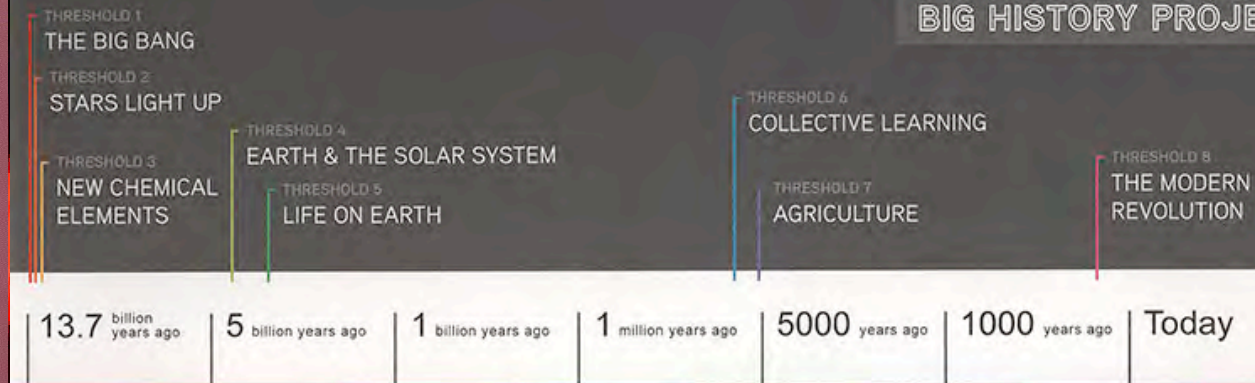 BIG HISTORY PROJE
THRESHOLD 1
THE BIG BANG
THRESHOLD 2
STARS LIGHT UP
THRESHOLD 3
NEW CHEMICAL
ELEMENTS
THRESHOLD 4
EARTH & THE SOLAR SYSTEM
THRESHOLD 5
LIFE ON EARTH
THRESHOLD 6
COLLECTIVE LEARNING
THRESHOLD 7
AGRICULTURE
THRESHOLD 8
THE MODERN
REVOLUTION
13.7 billion years ago
5 billion years ago
1 billion years ago
1 million years ago
5000 years ago
1000 years ago
Today